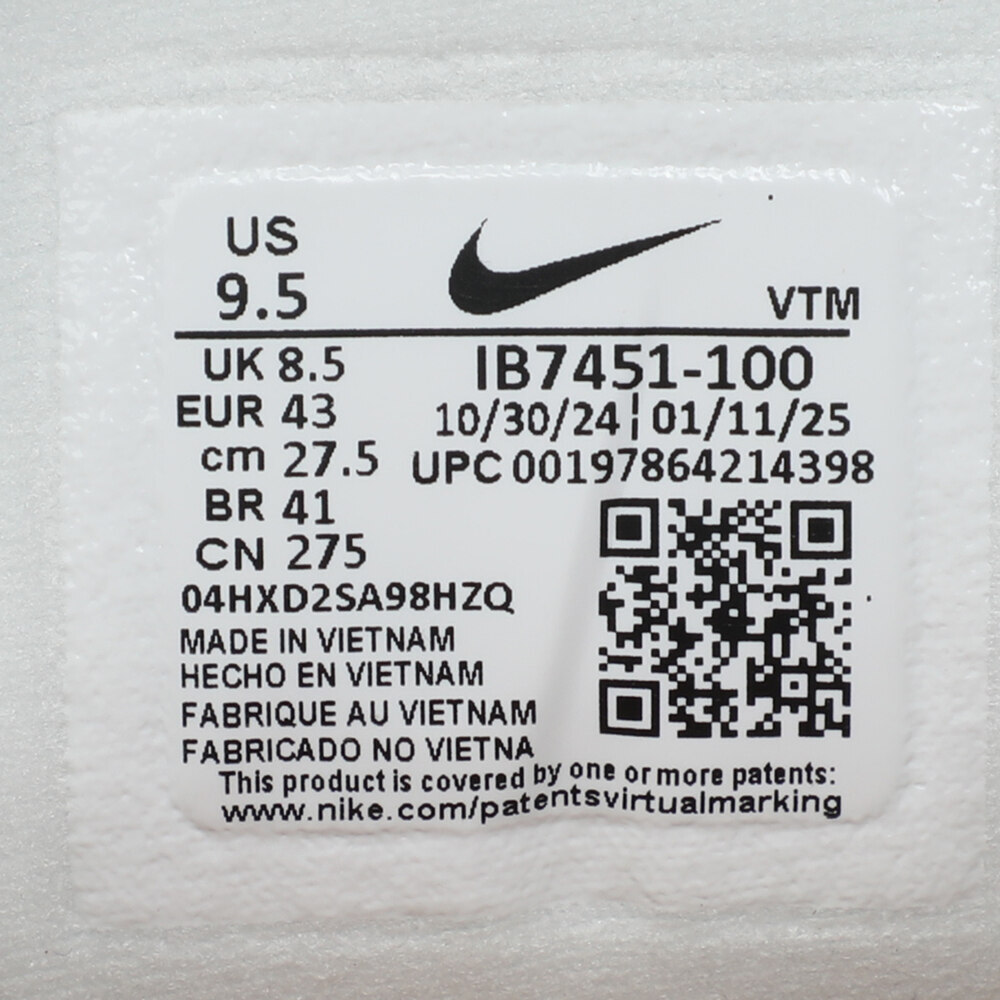 US
9.5
VTM
UK 8.5
EUR 43
cm 27.5
BR 41
CN 275
IB7451-100
10/30/24 | 01/11/25
UPC 00197864214398
04HXD2SA98HZQ
MADE IN VIETNAM
HECHO EN VIETNAM
FABRIQUE AU VIETNAM
FABRICADO NO VIETNA
This product is covered by one or more patents:
www.nike.com/patentsvirtualmarking